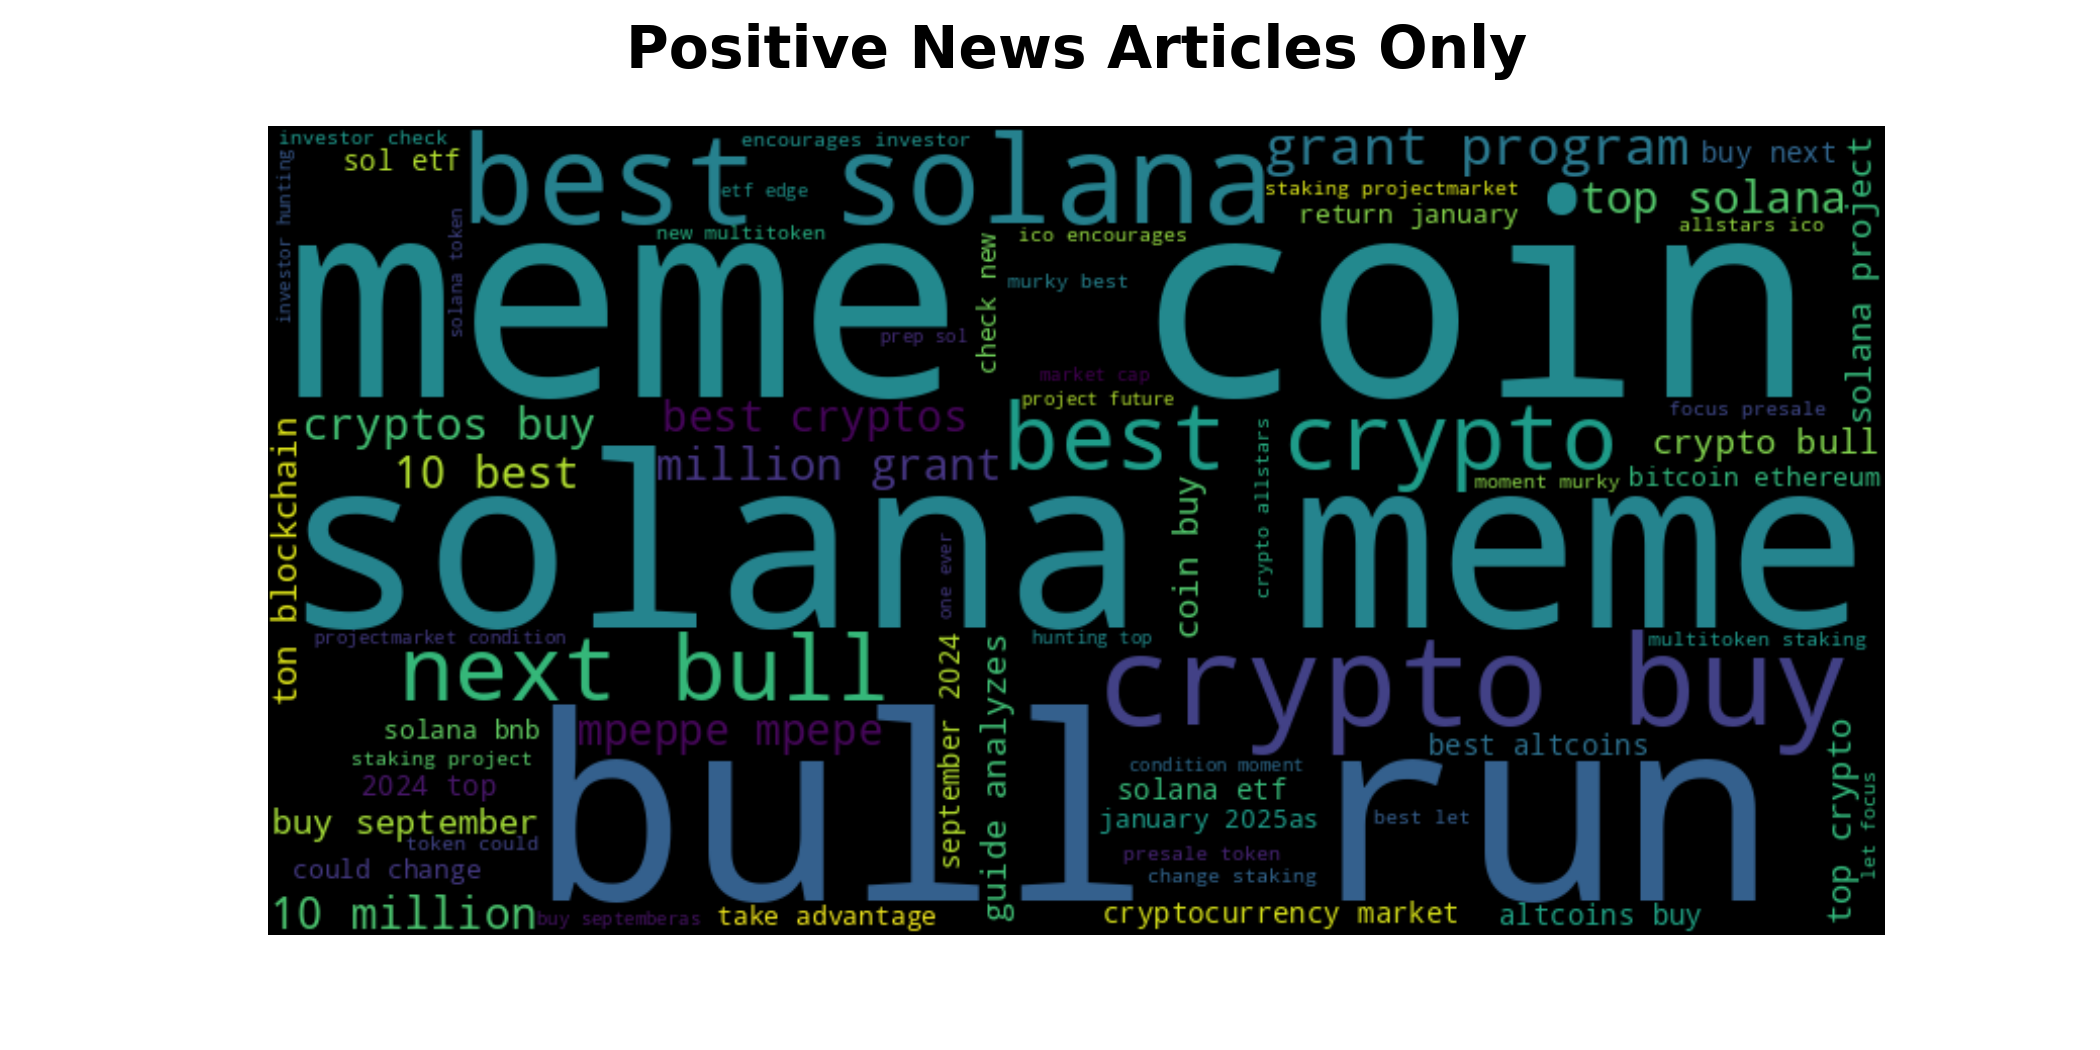 Positive News Articles Only
investor check
sol etf
best solana
encourages investor
etf edge
grant program
buy next
staking projectmarket
return january
top solana
allstars ico
solana project
investor hunting
solana token
new multitoken
ico encourages
check new
murky best
meme coin
prep sol
market cap
project future
cryptos buy
best cryptos
best crypto
focus presale
crypto bull
10 best
million grant
moment murky
bitcoin ethereum
ton blockchain
solana meme
one ever
coin buy
crypto allstars
projectmarket condition
hunting top
multitoken staking
next bull
crypto buy
september 2024
guide analyzes
solana bnb
mpeppe mpepe
best altcoins
staking project
condition moment
2024 top
solana etf
bull run
buy september
january 2025as
best let
token could
could change
presale token
change staking
top crypto
let focus
10 million
buy septemberas
take advantage
cryptocurrency market
altcoins buy